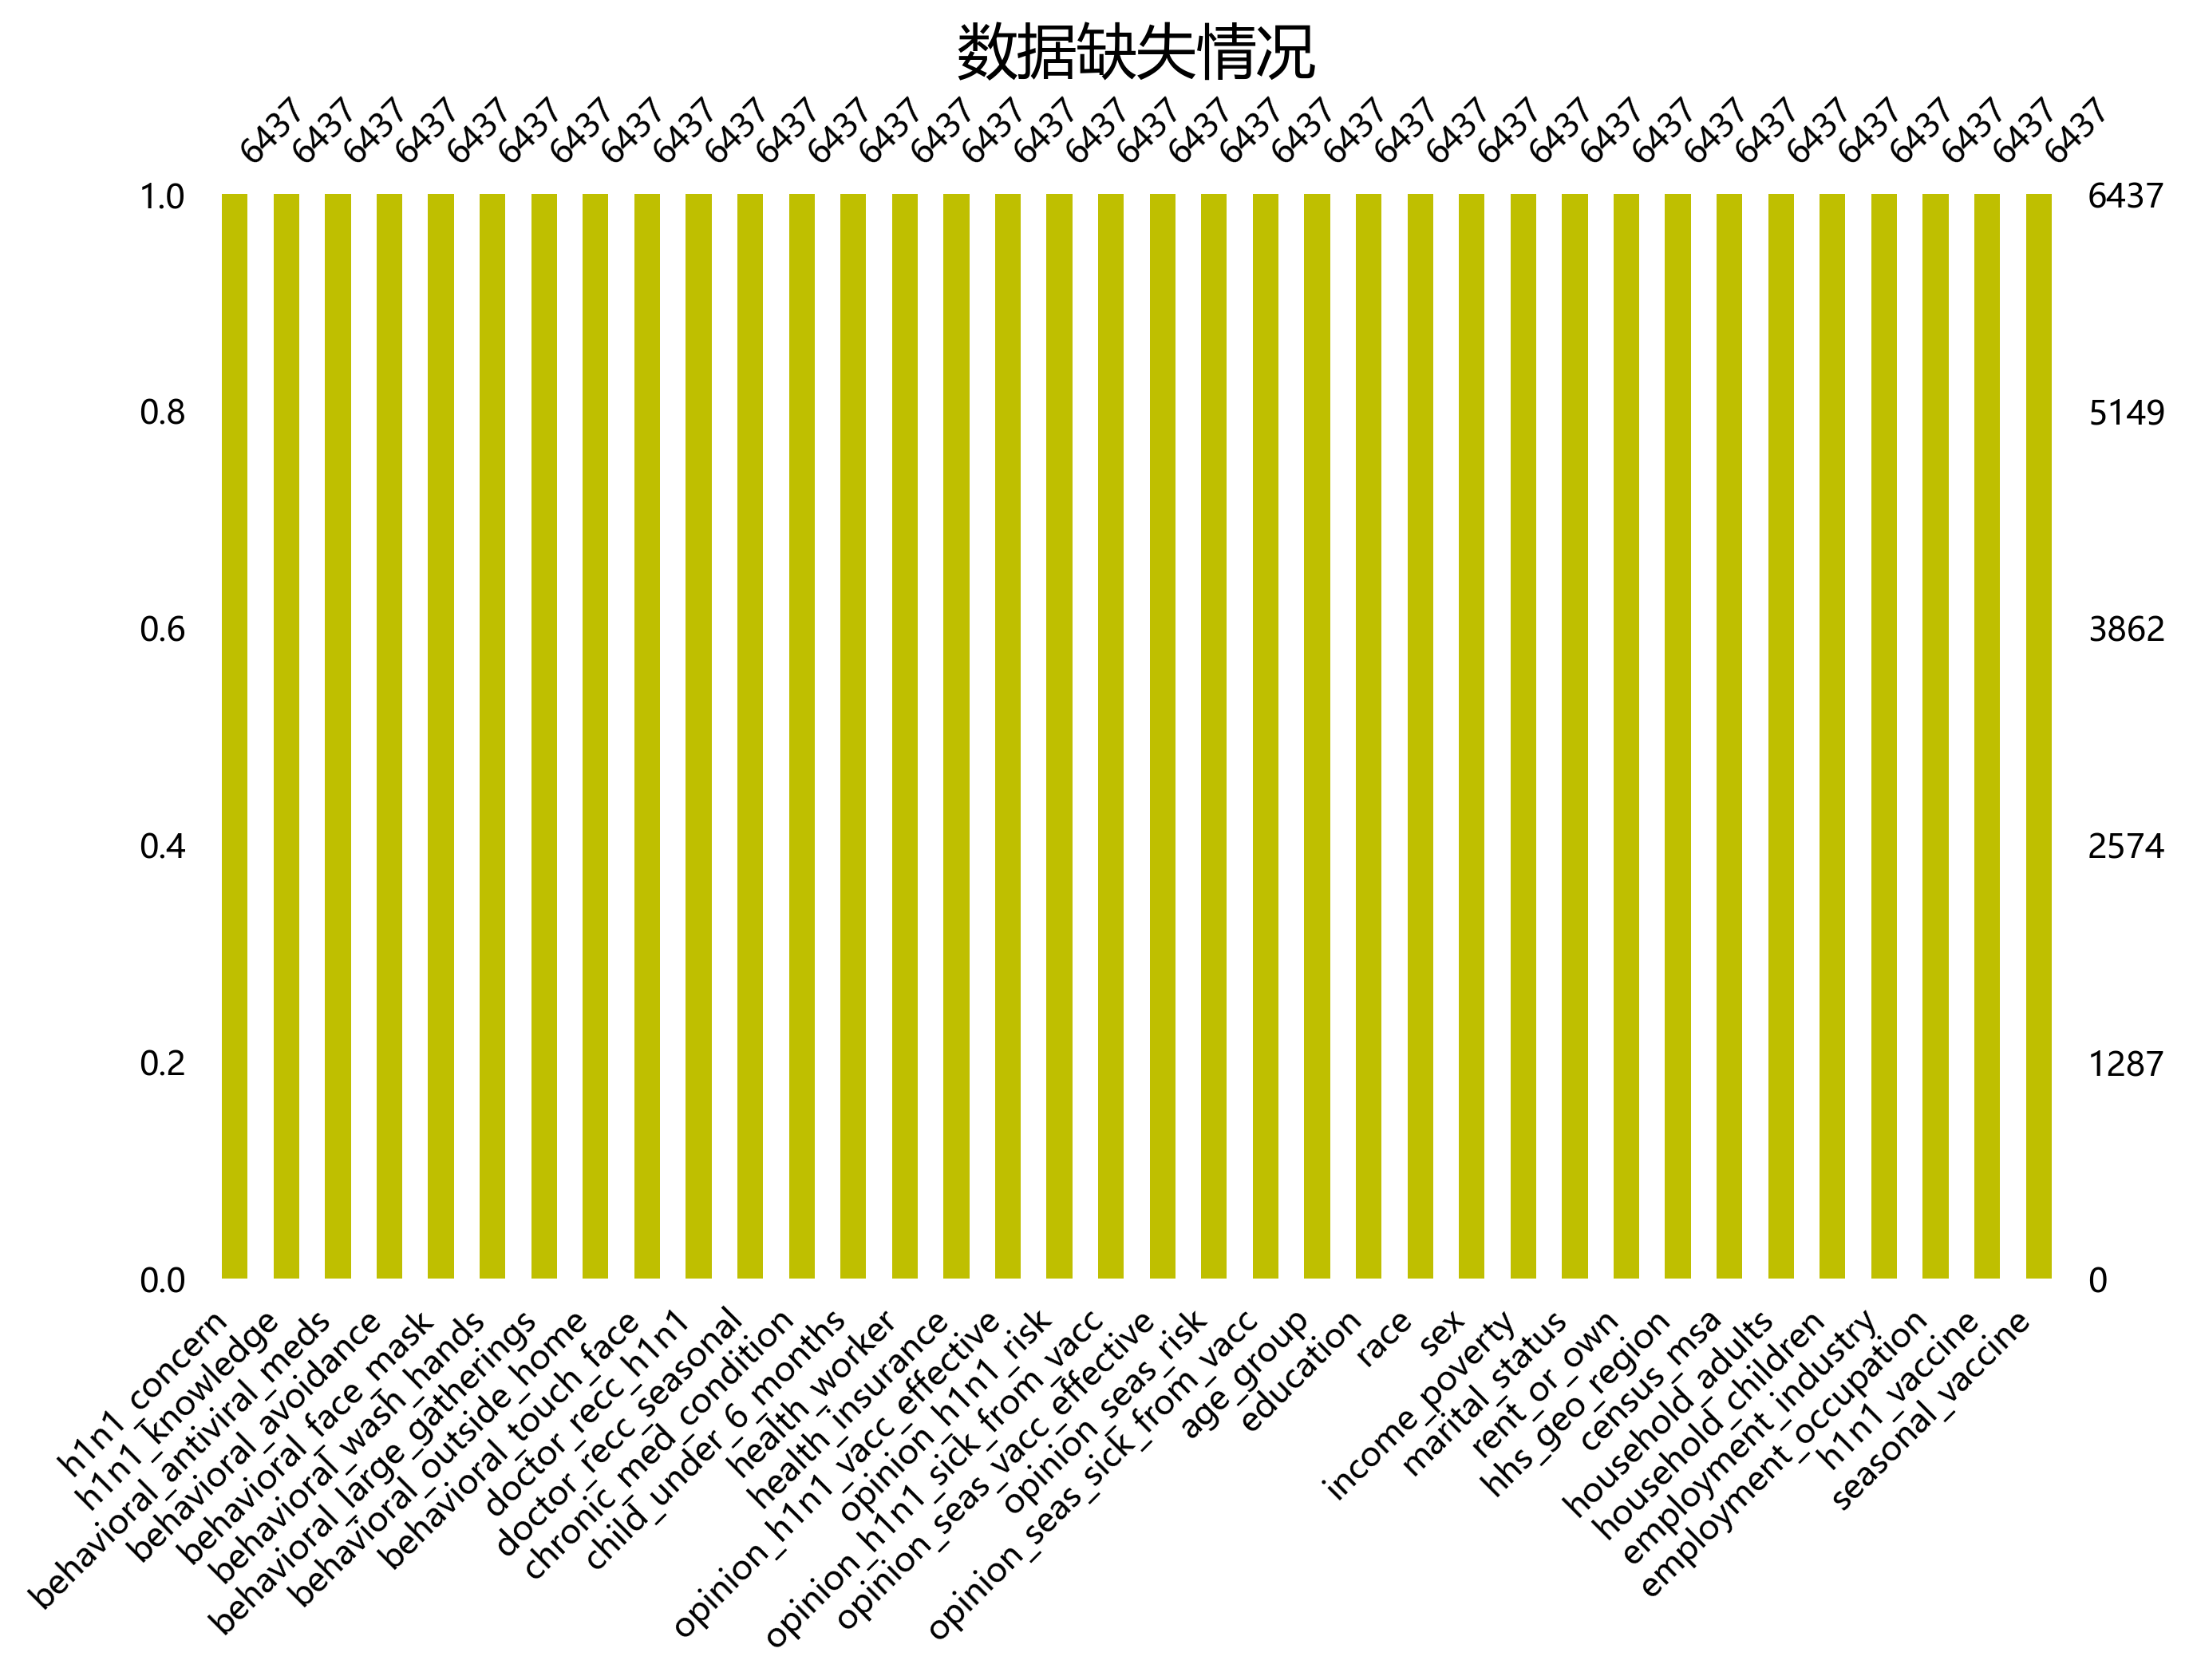 数据缺失情况
6437 6437 6437 6437 6437 6437 6437 6437 6437 6437 6437 6437 6437 6437 6437 6437 6437 6437 6437 6437 6437 6437 6437 6437 6437 6437 6437 6437 6437 6437 6437 6437 6437 6437 6437 6437
1.0
0.8
0.6
0.4
0.2
0.0
6437
5149
3862
2574
1287
0
h1n1_concern
h1n1_knowledge
behavioral_antiviral_meds
behavioral_avoidance
behavioral_face_mask
behavioral_wash_hands
behavioral_large_gatherings
behavioral_outside_home
behavioral_touch_face
doctor_recc_h1n1
doctor_recc_seasonal
chronic_med_condition
child_under_6_months
health_worker
health_insurance
opinion_h1n1_vacc_effective
opinion_h1n1_risk
opinion_h1n1_sick_from_vacc
opinion_seas_vacc_effective
opinion_seas_risk
opinion_seas_sick_from_vacc
age_group
education
race
sex
income_poverty
marital_status
rent_or_own
hhs_geo_region
census_msa
household_adults
household_children
employment_industry
employment_occupation
h1n1_vaccine
seasonal_vaccine